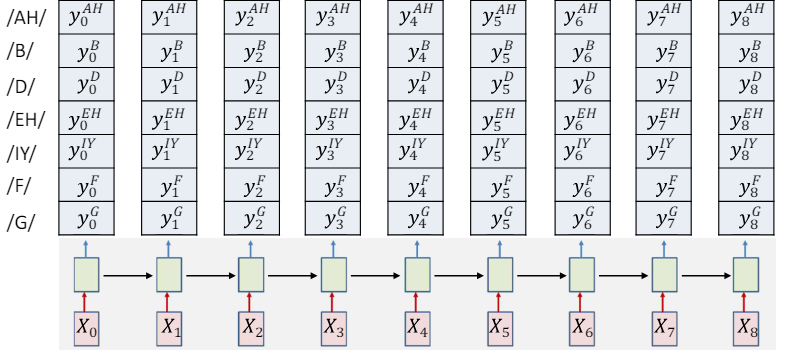 /AH/ y_0^{AH} y_1^{AH} y_2^{AH} y_3^{AH} y_4^{AH} y_5^{AH} y_6^{AH} y_7^{AH} y_8^{AH}
/B/ y_0^B y_1^B y_2^B y_3^B y_4^B y_5^B y_6^B y_7^B y_8^B
/D/ y_0^D y_1^D y_2^D y_3^D y_4^D y_5^D y_6^D y_7^D y_8^D
/EH/ y_0^{EH} y_1^{EH} y_2^{EH} y_3^{EH} y_4^{EH} y_5^{EH} y_6^{EH} y_7^{EH} y_8^{EH}
/IY/ y_0^{IY} y_1^{IY} y_2^{IY} y_3^{IY} y_4^{IY} y_5^{IY} y_6^{IY} y_7^{IY} y_8^{IY}
/F/ y_0^F y_1^F y_2^F y_3^F y_4^F y_5^F y_6^F y_7^F y_8^F
/G/ y_0^G y_1^G y_2^G y_3^G y_4^G y_5^G y_6^G y_7^G y_8^G
X_0 X_1 X_2 X_3 X_4 X_5 X_6 X_7 X_8